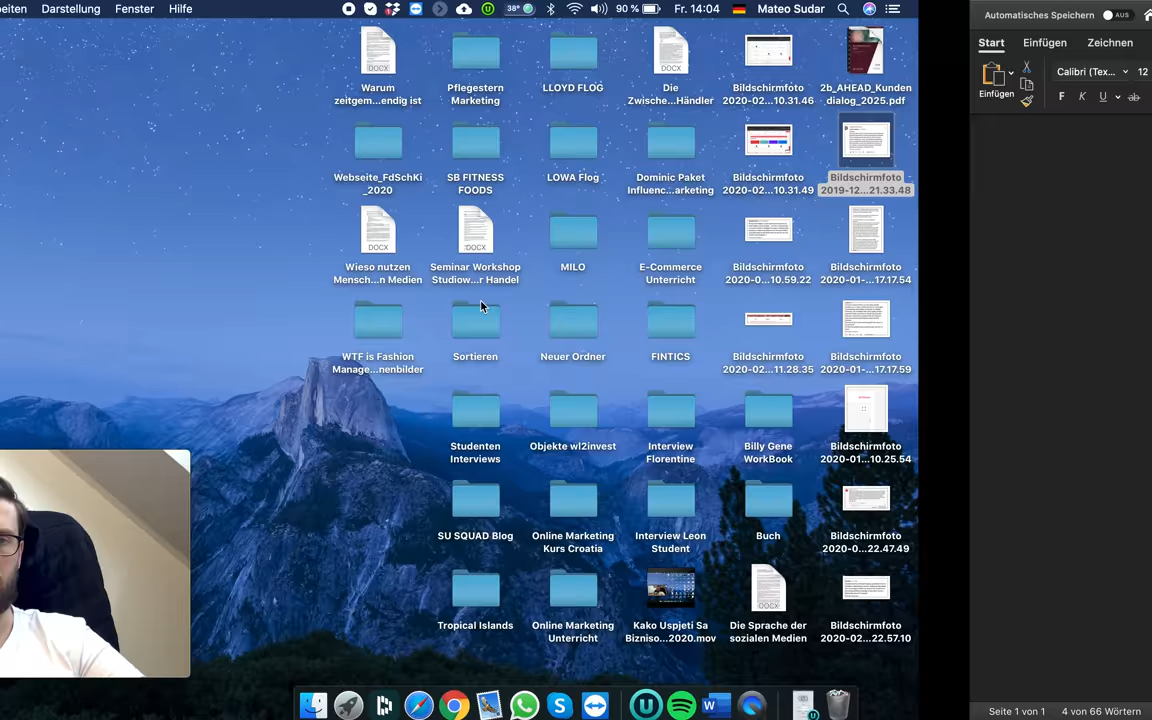 eiten Darstellung Fenster Hilfe
38° 90 % Fr. 14:04 Mateo Sudar
DOCX
DOCX
Warum
zeitgem...endig ist
Pflegestern
Marketing
LLOYD FLOG
Die
Zwische...Händler
Bildschirmfoto
2020-02...10.31.46
2b_AHEAD_Kunden
dialog_2025.pdf
Webseite_FdSchKi
_2020
SB FITNESS
FOODS
LOWA Flog
Dominic Paket
Influenc...arketing
Bildschirmfoto
2020-02...10.31.49
Bildschirmfoto
2019-12...21.33.48
DOCX
DOCX
Wieso nutzen
Mensch...n Medien
Seminar Workshop
Studiow...r Handel
MILO
E-Commerce
Unterricht
Bildschirmfoto
2020-0...10.59.22
Bildschirmfoto
2020-01-...17.17.54
WTF is Fashion
Manage...nenbilder
Sortieren
Neuer Ordner
FINTICS
Bildschirmfoto
2020-02...11.28.35
Bildschirmfoto
2020-01-...17.17.59
Studenten
Interviews
Objekte wl2invest
Interview
Florentine
Billy Gene
WorkBook
Bildschirmfoto
2020-01...10.25.54
SU SQUAD Blog
Online Marketing
Kurs Croatia
Interview Leon
Student
Buch
Bildschirmfoto
2020-0...22.47.49
DOCX
Tropical Islands
Online Marketing
Unterricht
Kako Uspjeti Sa
Bizniso...2020.mov
Die Sprache der
sozialen Medien
Bildschirmfoto
2020-02...22.57.10
Automatisches Speichern AUS
Start Einfügen Zeichnen
Einfügen
Calibri (Tex... 12
F K U ab
Seite 1 von 1 4 von 66 Wörtern